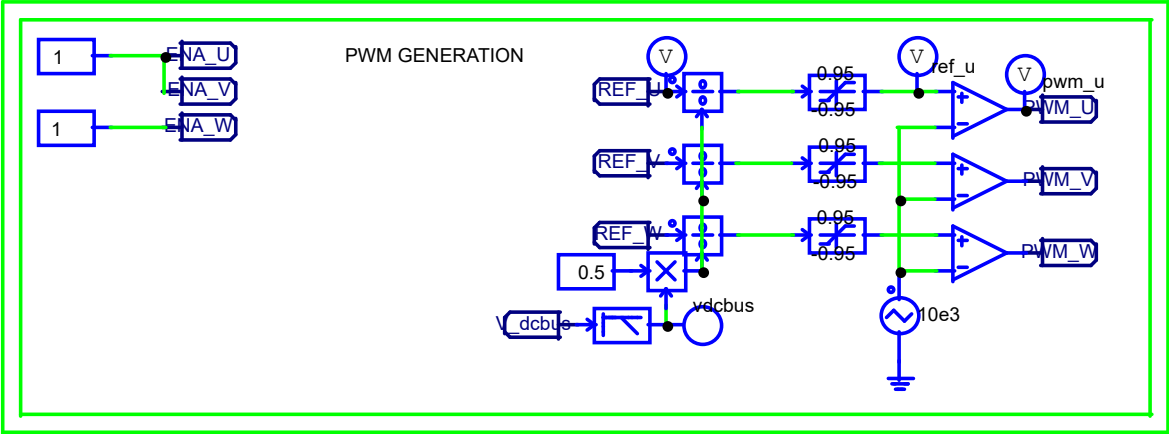 1
ENA_U
ENA_V
1
ENA_W
PWM GENERATION
V
REF_U
0.95
-0.95
V
ref_u
V
pwm_u
PWM_U
REF_V
0.95
-0.95
PWM_V
REF_W
0.95
-0.95
PWM_W
0.5
V_dcbus
vdcbus
10e3